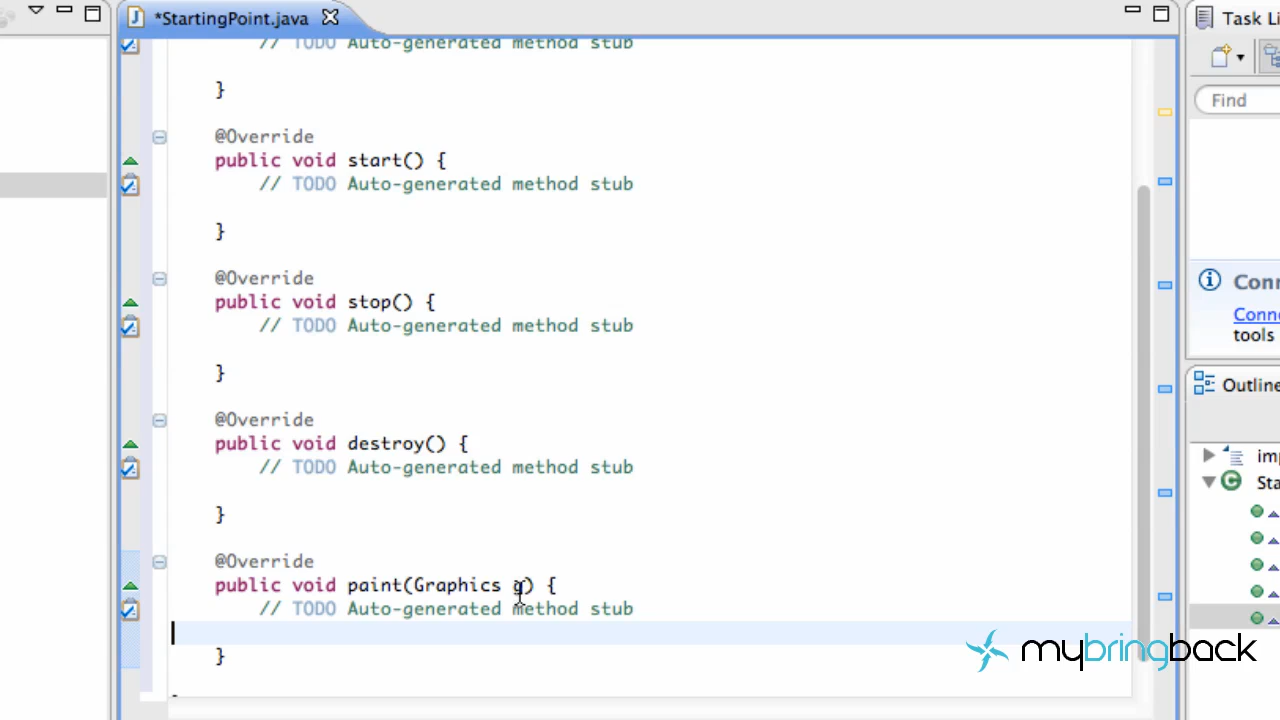 *StartingPoint.java
Task Li
// TODO Auto-generated method stub
}
Find
@Override
public void start() {
// TODO Auto-generated method stub
}
@Override
public void stop() {
// TODO Auto-generated method stub
}
Conn
Conne
tools
@Override
public void destroy() {
// TODO Auto-generated method stub
}
Outline
imp
Sta
@Override
public void paint(Graphics g) {
// TODO Auto-generated method stub
}
mybringback